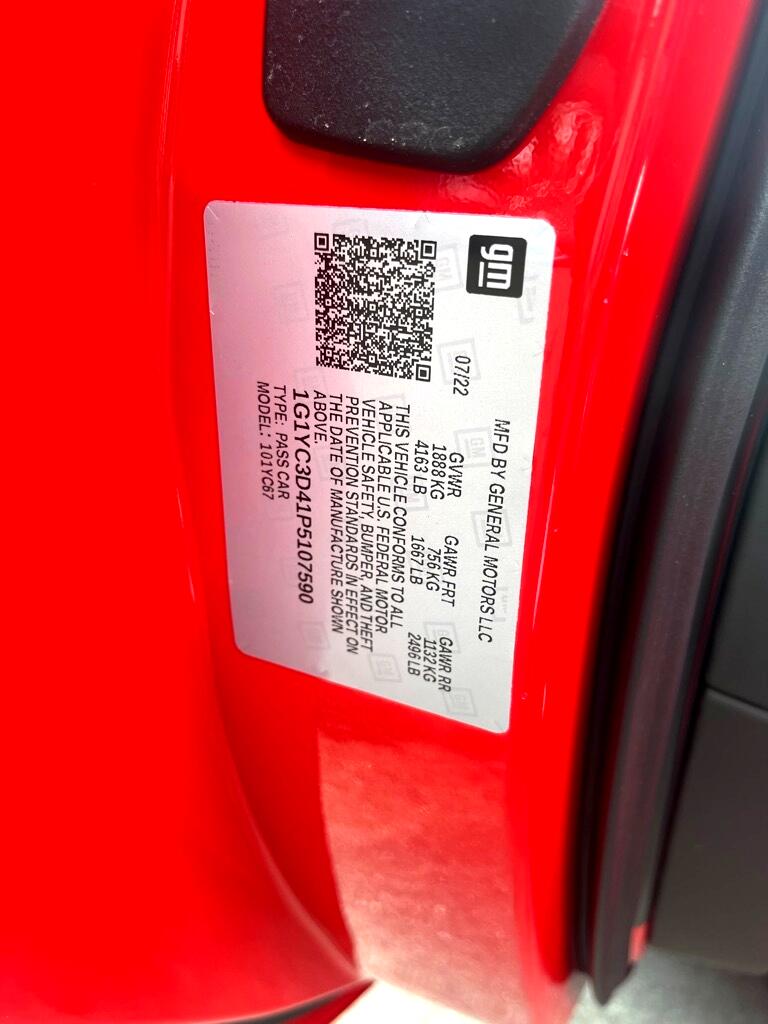 gm
MFD BY GENERAL MOTORS LLC
07/22
GVWR GAWR FRT GAWR RR
1888 KG 756 KG 1132 KG
4163 LB 1667 LB 2496 LB
THIS VEHICLE CONFORMS TO ALL
APPLICABLE U.S. FEDERAL MOTOR
VEHICLE SAFETY, BUMPER, AND THEFT
PREVENTION STANDARDS IN EFFECT ON
THE DATE OF MANUFACTURE SHOWN
ABOVE.
1G1YC3D41P5107590
TYPE: PASS CAR
MODEL: 101YC67